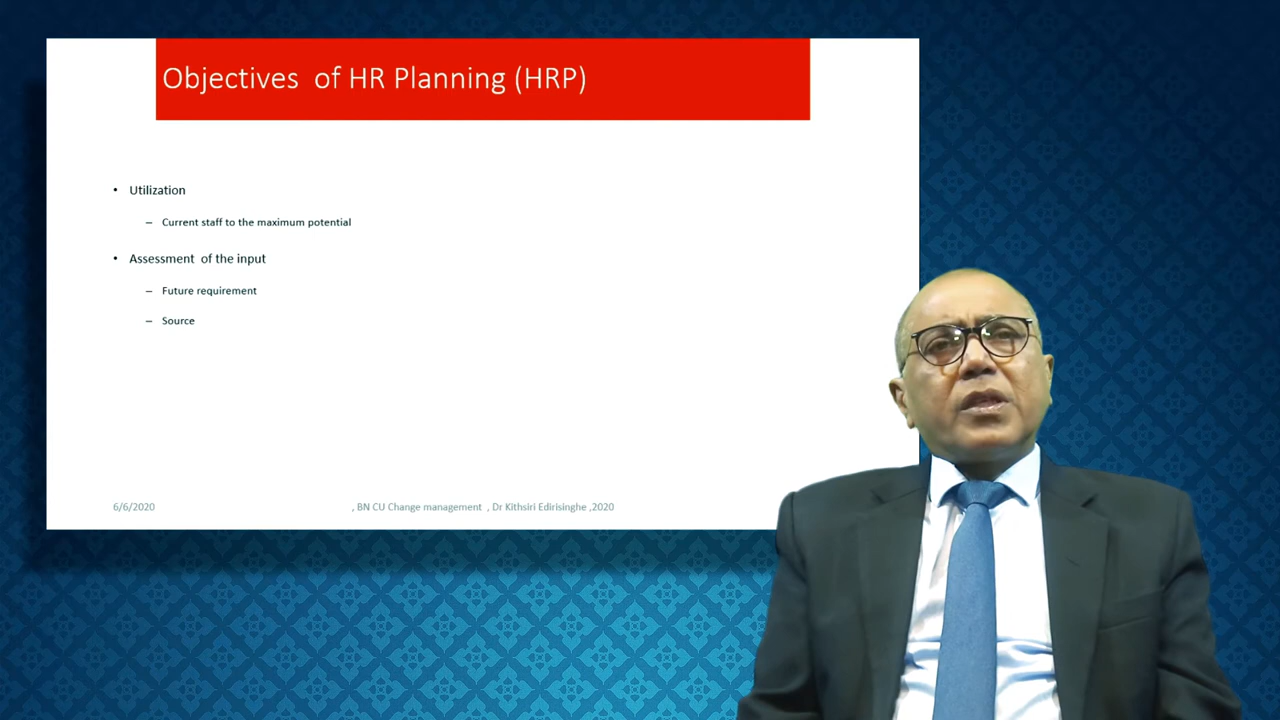 Objectives  of HR Planning (HRP)
• Utilization
– Current staff to the maximum potential
• Assessment  of the input
– Future requirement
– Source
6/6/2020
, BN CU Change management  , Dr Kithsiri Edirisinghe ,2020